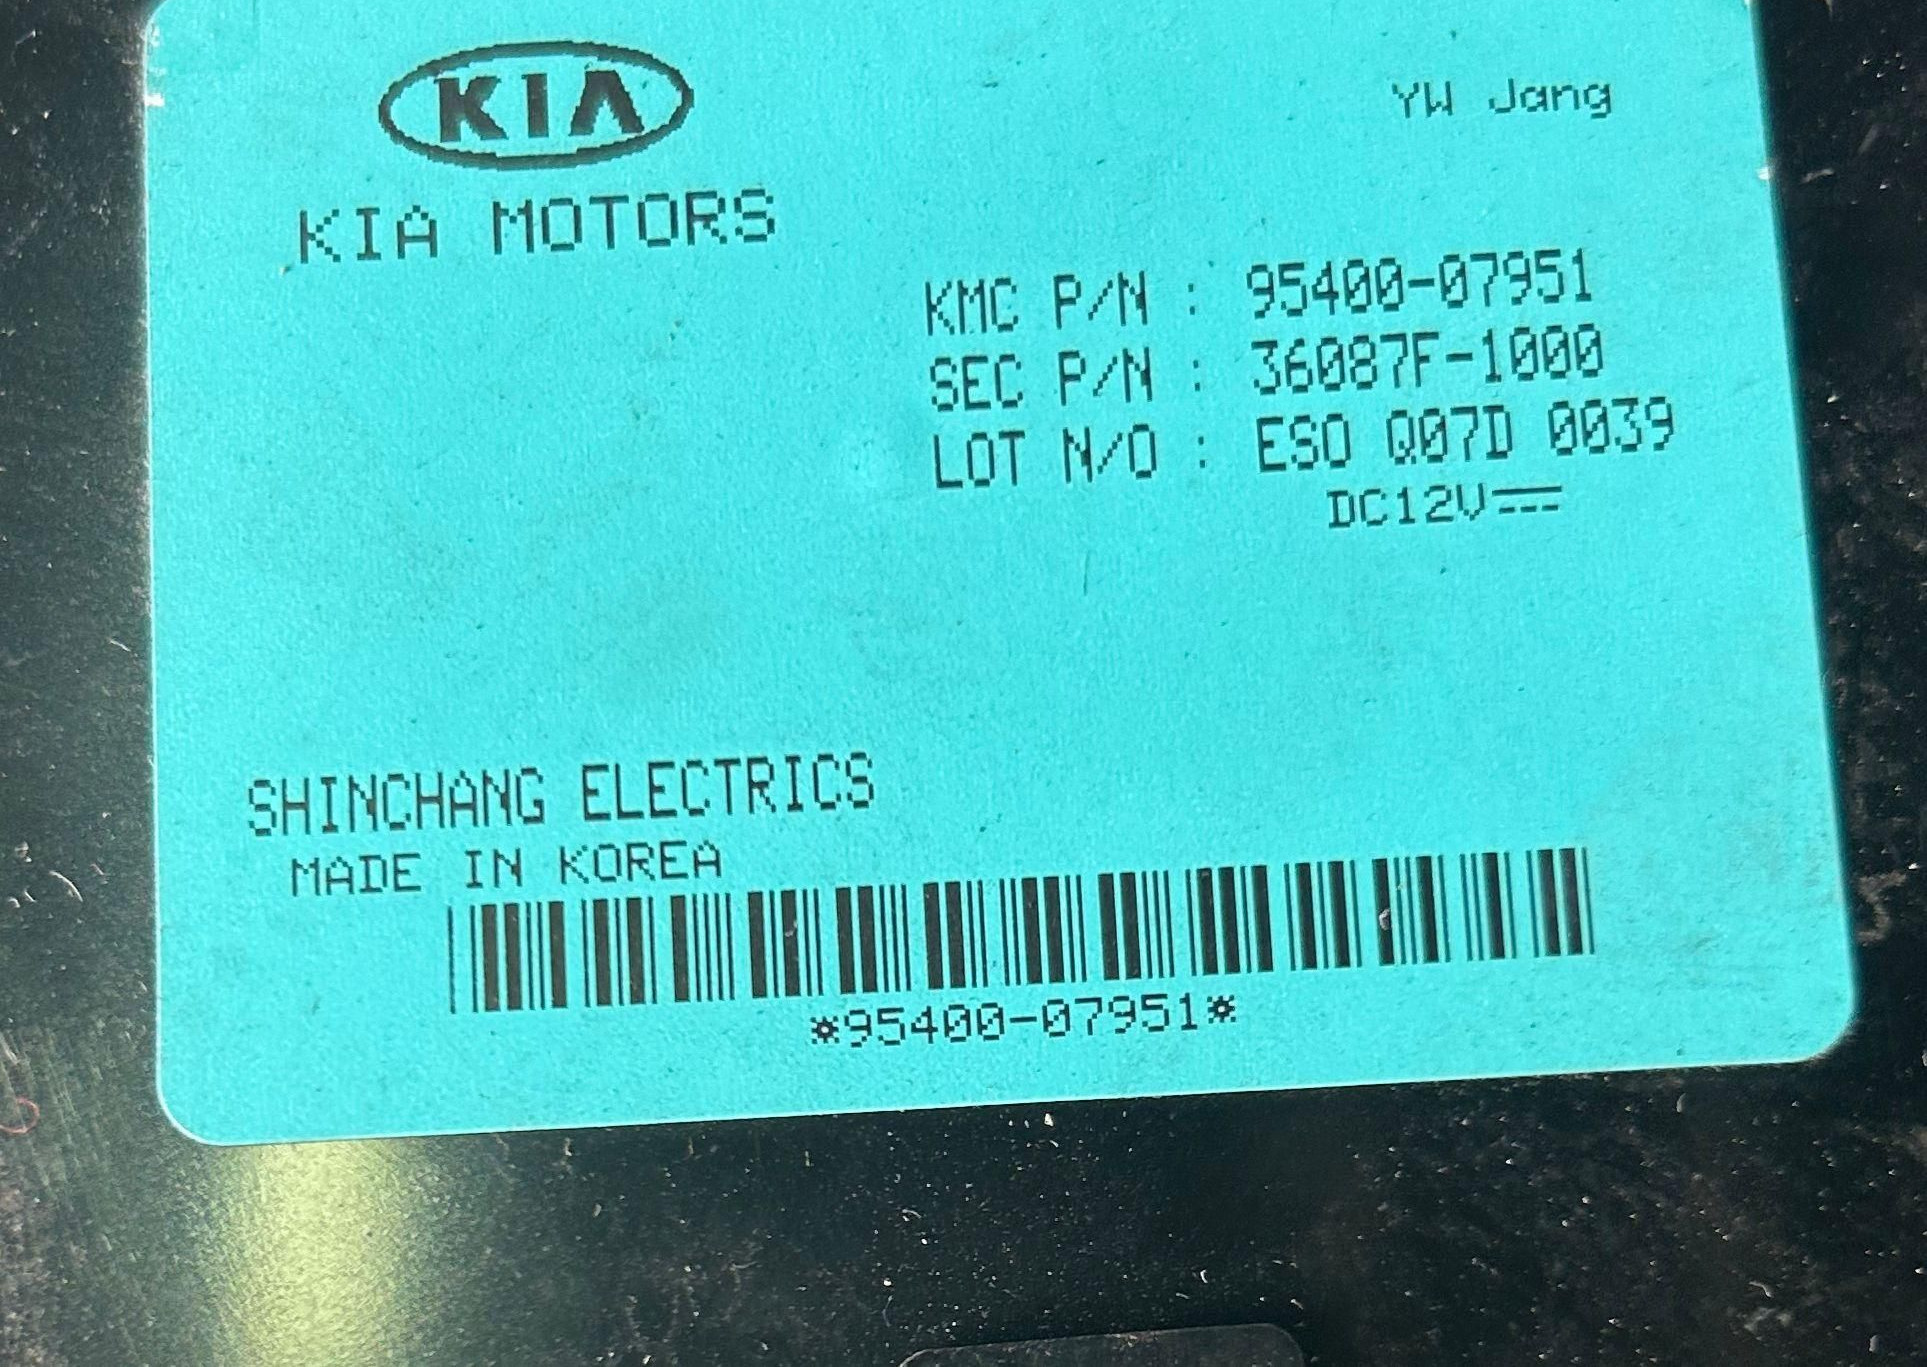 KIA
YW Jang
KIA MOTORS
KMC P/N : 95400-07951
SEC P/N : 36087F-1000
LOT N/O : ESO Q07D 0039
DC12V
SHINCHANG ELECTRICS
MADE IN KOREA
*95400-07951*